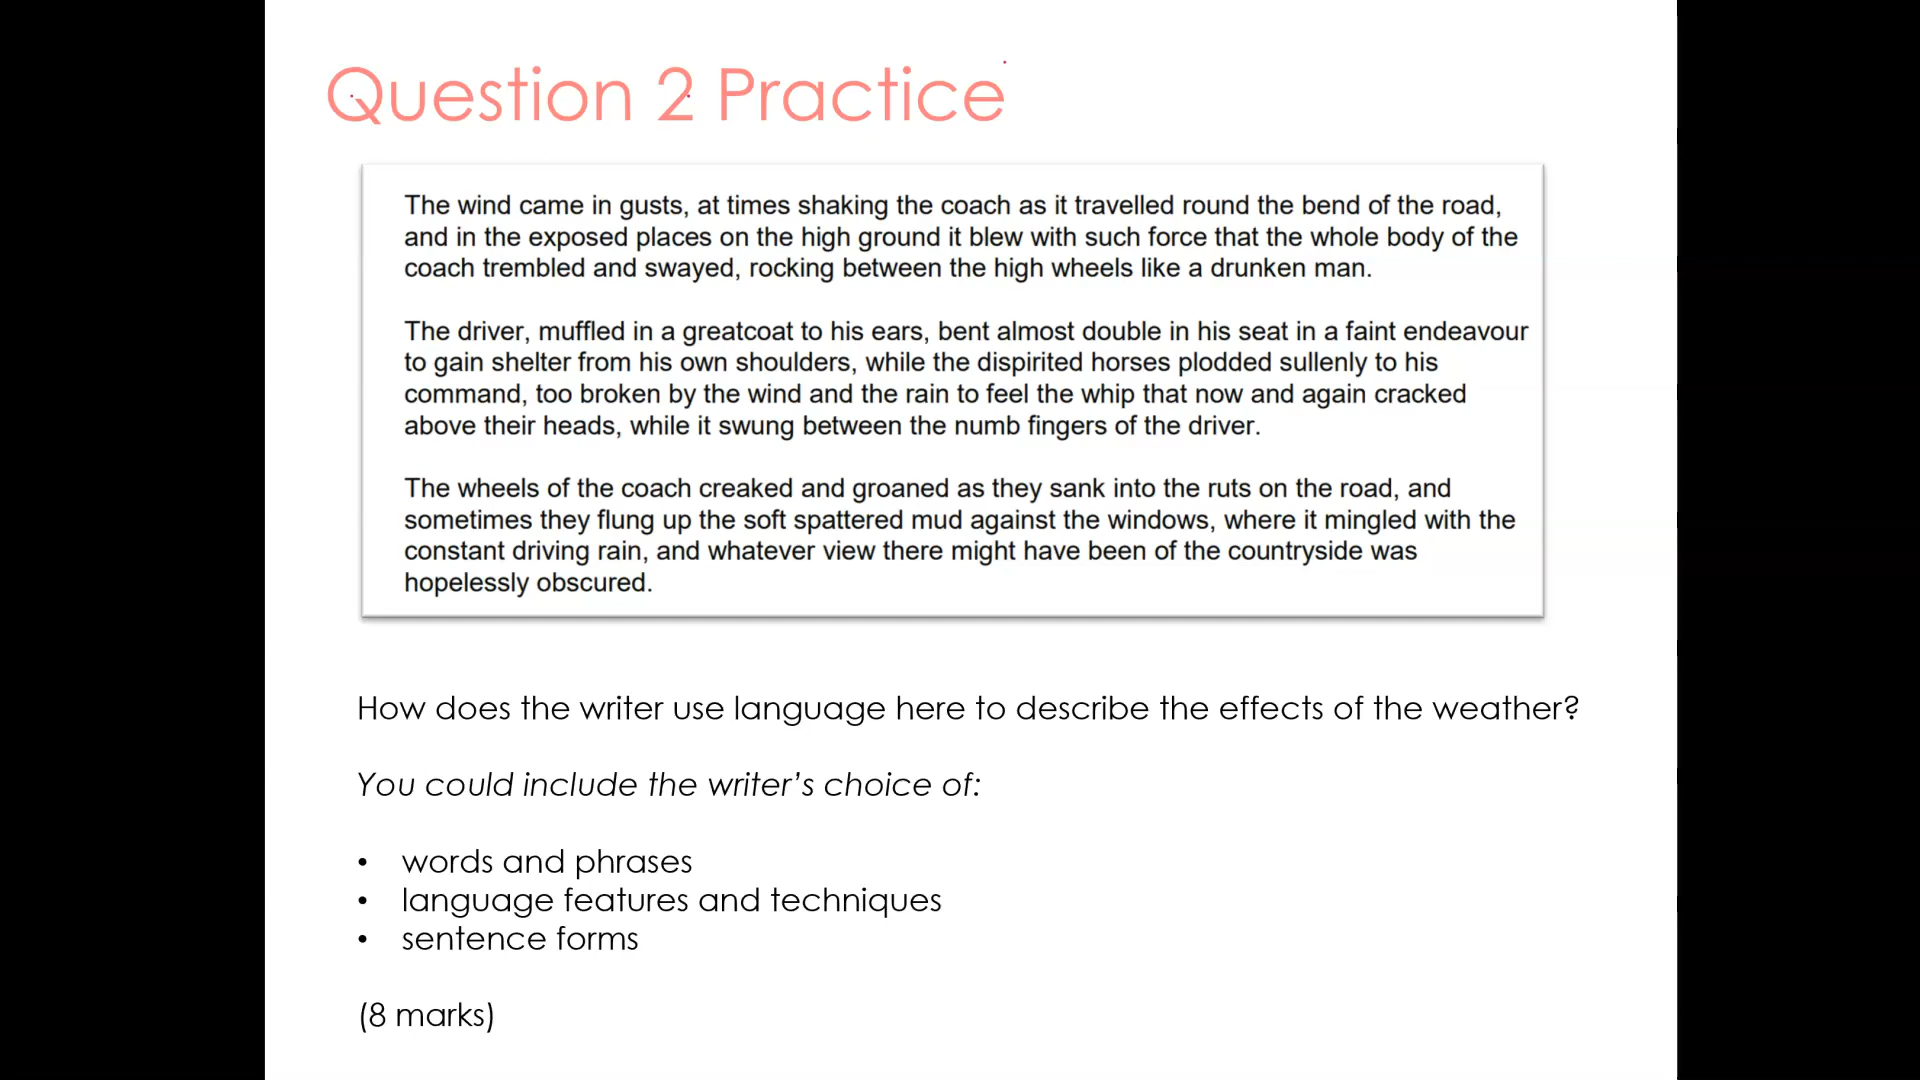 Question 2 Practice
The wind came in gusts, at times shaking the coach as it travelled round the bend of the road,
and in the exposed places on the high ground it blew with such force that the whole body of the
coach trembled and swayed, rocking between the high wheels like a drunken man.
The driver, muffled in a greatcoat to his ears, bent almost double in his seat in a faint endeavour
to gain shelter from his own shoulders, while the dispirited horses plodded sullenly to his
command, too broken by the wind and the rain to feel the whip that now and again cracked
above their heads, while it swung between the numb fingers of the driver.
The wheels of the coach creaked and groaned as they sank into the ruts on the road, and
sometimes they flung up the soft spattered mud against the windows, where it mingled with the
constant driving rain, and whatever view there might have been of the countryside was
hopelessly obscured.
How does the writer use language here to describe the effects of the weather?
You could include the writer's choice of:
• words and phrases
• language features and techniques
• sentence forms
(8 marks)